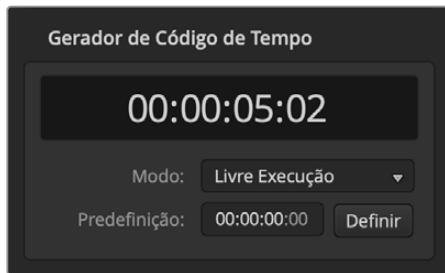 Gerador de Código de Tempo
00:00:05:02
Modo: Livre Execução
Predefinição: 00:00:00:00 Definir